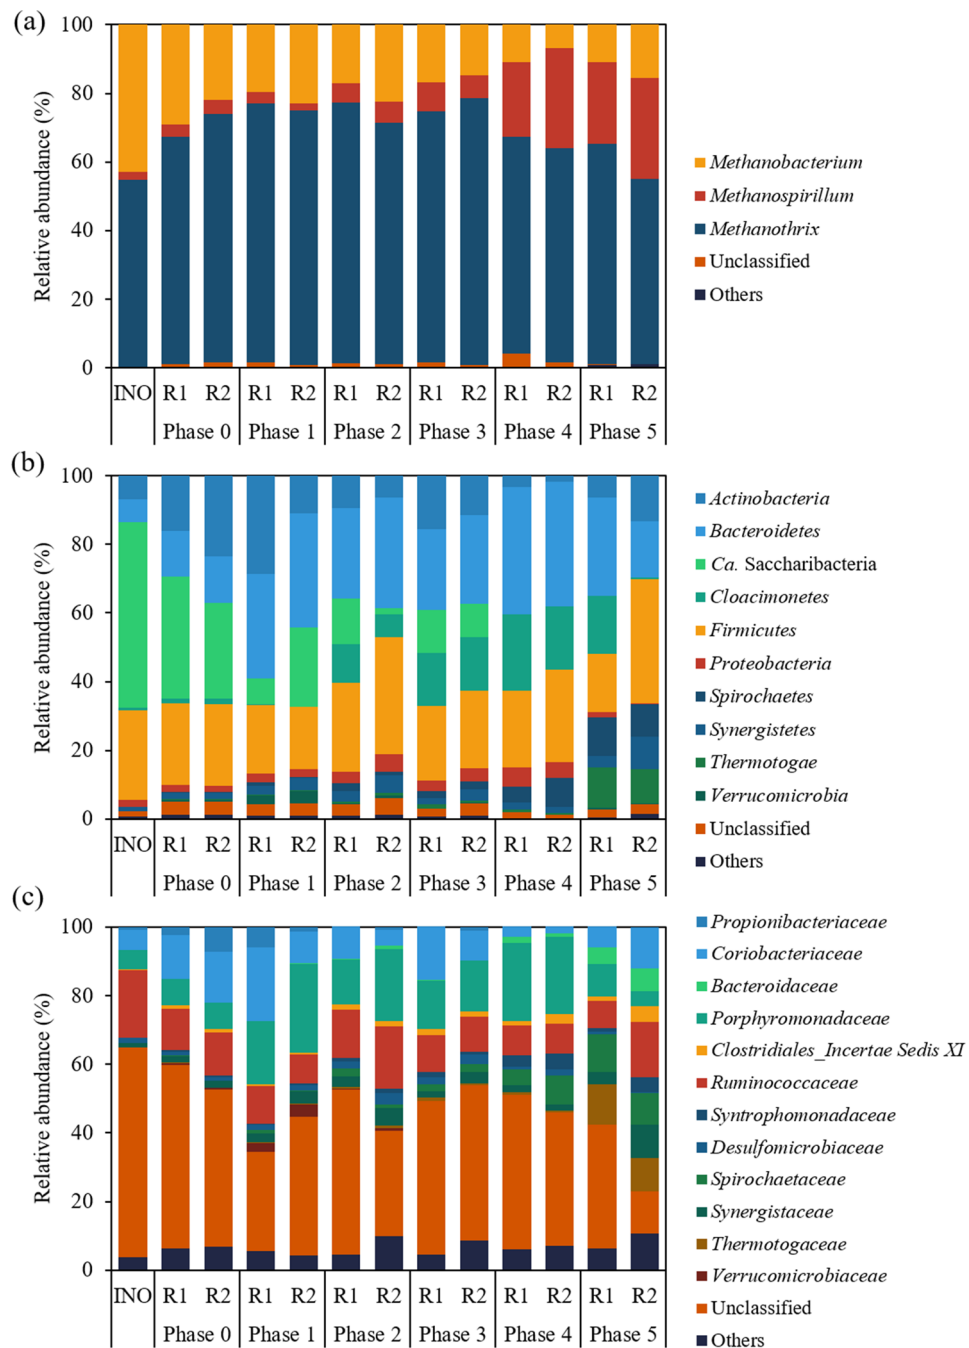 (a)
Relative abundance (%)
100
80
60
40
20
0
INO R1 R2 R1 R2 R1 R2 R1 R2 R1 R2 R1 R2
Phase 0 Phase 1 Phase 2 Phase 3 Phase 4 Phase 5
Methanobacterium
Methanospirillum
Methanothrix
Unclassified
Others
(b)
Relative abundance (%)
100
80
60
40
20
0
INO R1 R2 R1 R2 R1 R2 R1 R2 R1 R2 R1 R2
Phase 0 Phase 1 Phase 2 Phase 3 Phase 4 Phase 5
Actinobacteria
Bacteroidetes
Ca. Saccharibacteria
Cloacimonetes
Firmicutes
Proteobacteria
Spirochaetes
Synergistetes
Thermotogae
Verrucomicrobia
Unclassified
Others
(c)
Relative abundance (%)
100
80
60
40
20
0
INO R1 R2 R1 R2 R1 R2 R1 R2 R1 R2 R1 R2
Phase 0 Phase 1 Phase 2 Phase 3 Phase 4 Phase 5
Propionibacteriaceae
Coriobacteriaceae
Bacteroidaceae
Porphyromonadaceae
Clostridiales_Incertae Sedis XI
Ruminococcaceae
Syntrophomonadaceae
Desulfomicrobiaceae
Spirochaetaceae
Synergistaceae
Thermotogaceae
Verrucomicrobiaceae
Unclassified
Others